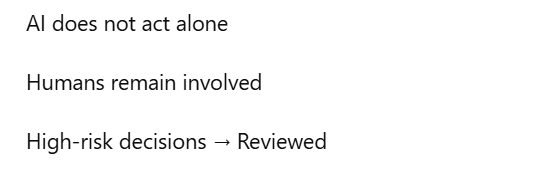 AI does not act alone
Humans remain involved
High-risk decisions → Reviewed